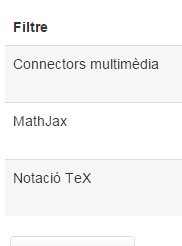 Filtre
Connectors multimèdia
MathJax
Notació TeX